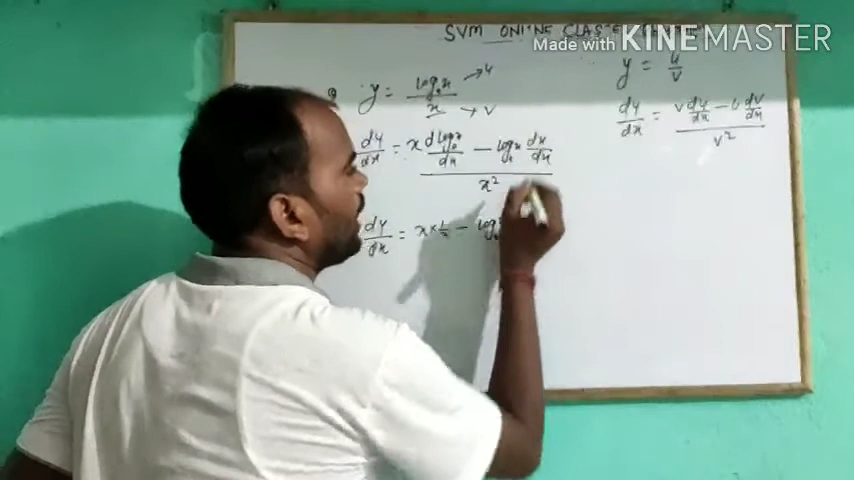 SVM ONLINE CLASSES
Made with KINEMASTER
y = log x / x → u → v
dy/dx = x d log x/dx - log x dx/dx / x²
dy/dx = x × 1/x - log
y = u/v
dy/dx = v du/dx - u dv/dx / v²